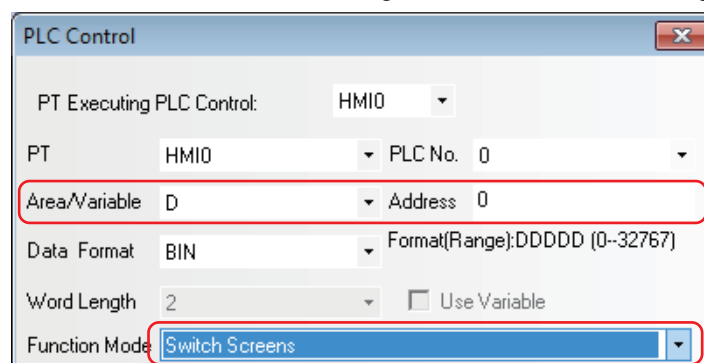 PLC Control
PT Executing PLC Control: HMI0
PT HMI0 PLC No. 0
Area/Variable D Address 0
Data Format BIN Format(Range):DDDDD (0--32767)
Word Length 2 Use Variable
Function Mode Switch Screens